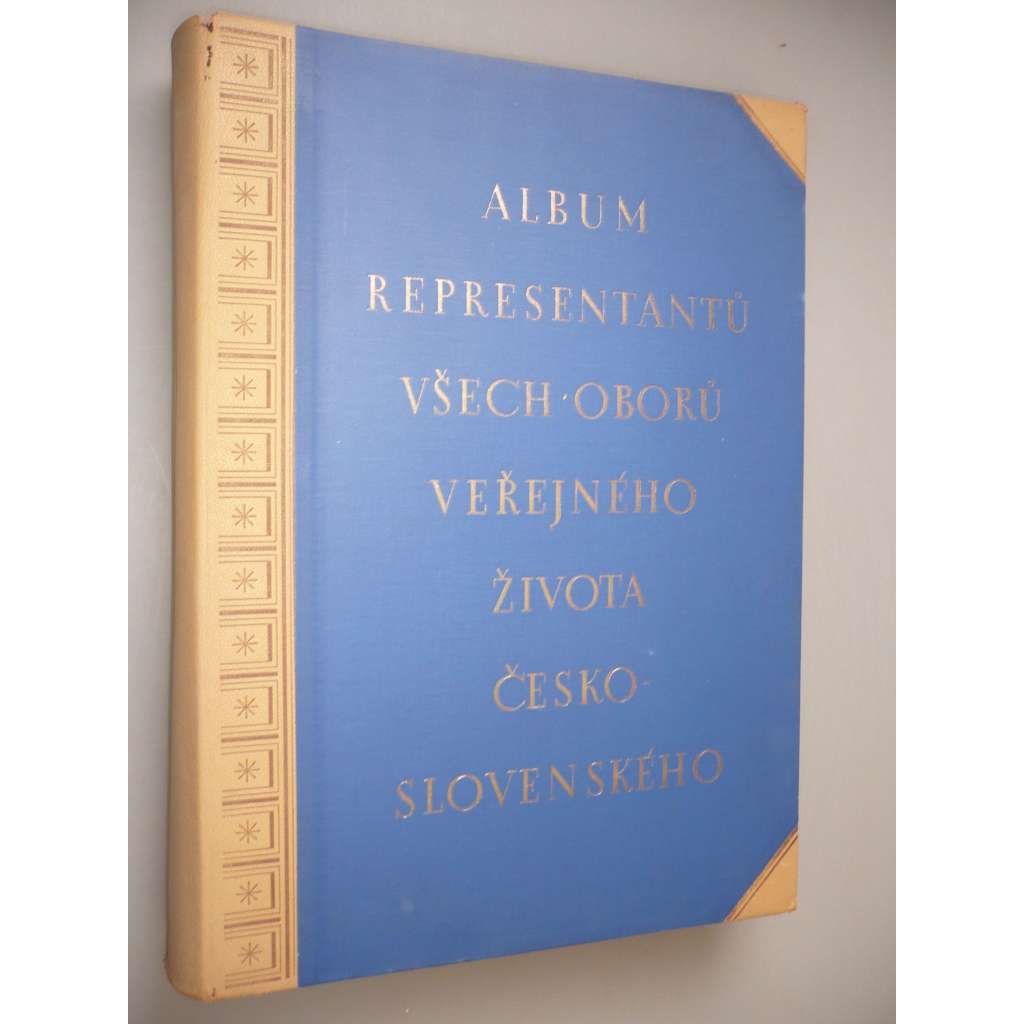 ALBUM
REPRESENTANTŮ
VŠECH · OBORŮ
VEŘEJNÉHO
ŽIVOTA
ČESKO-
SLOVENSKÉHO